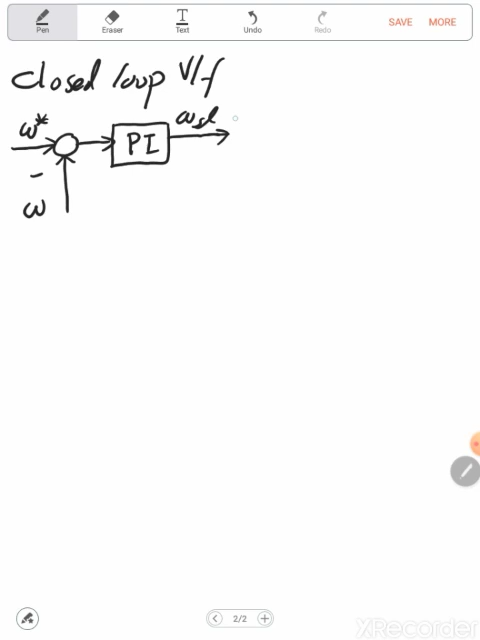 Pen Eraser Text Undo Redo SAVE MORE
closed loop V/f
ω* PI ωsl
-
ω
2/2
XRecorder